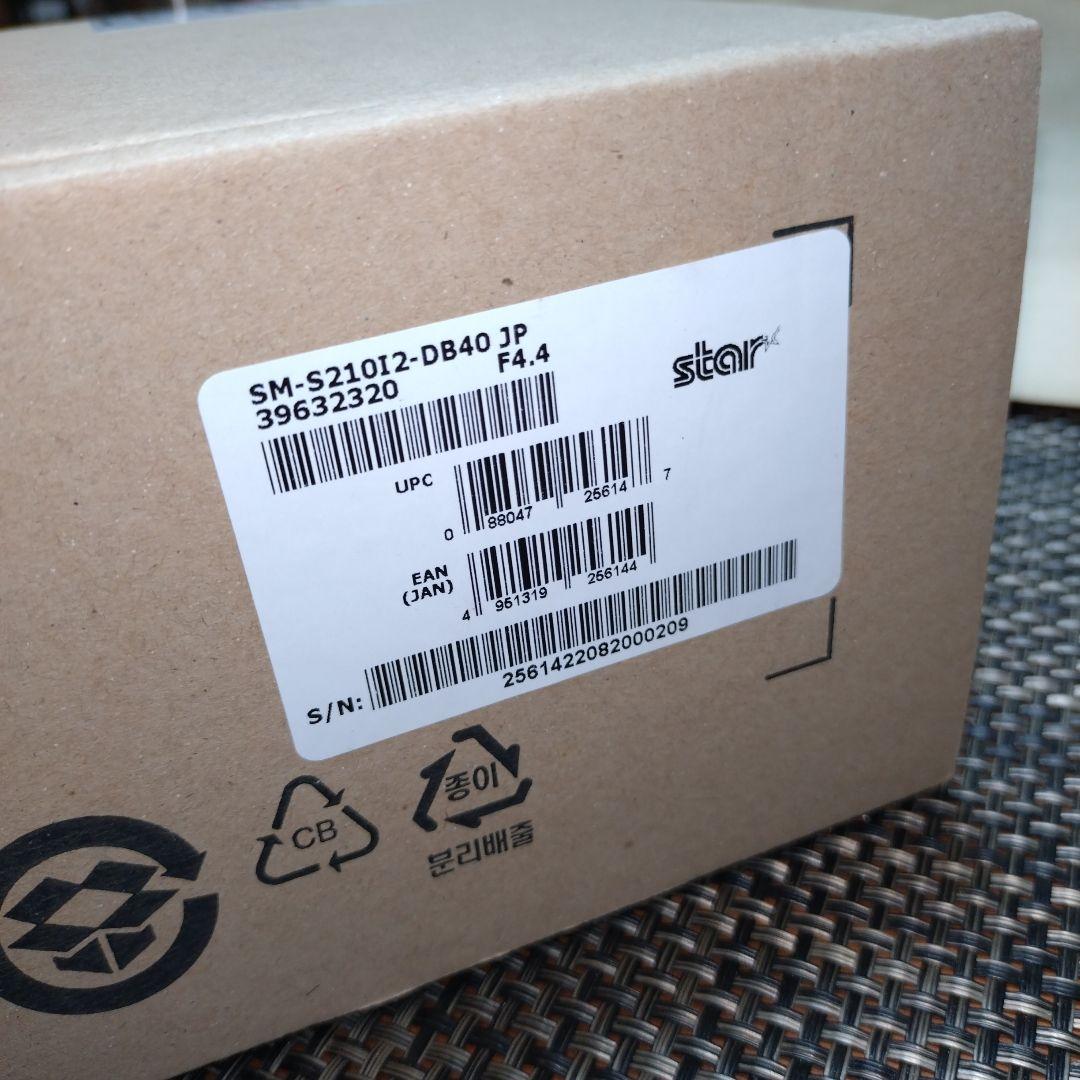 SM-S210I2-DB40 JP
39632320 F4.4
star
UPC
0 88047 25614 7
EAN
(JAN)
4 951319 256144
S/N:
2561422082000209
CB
종이
분리배출